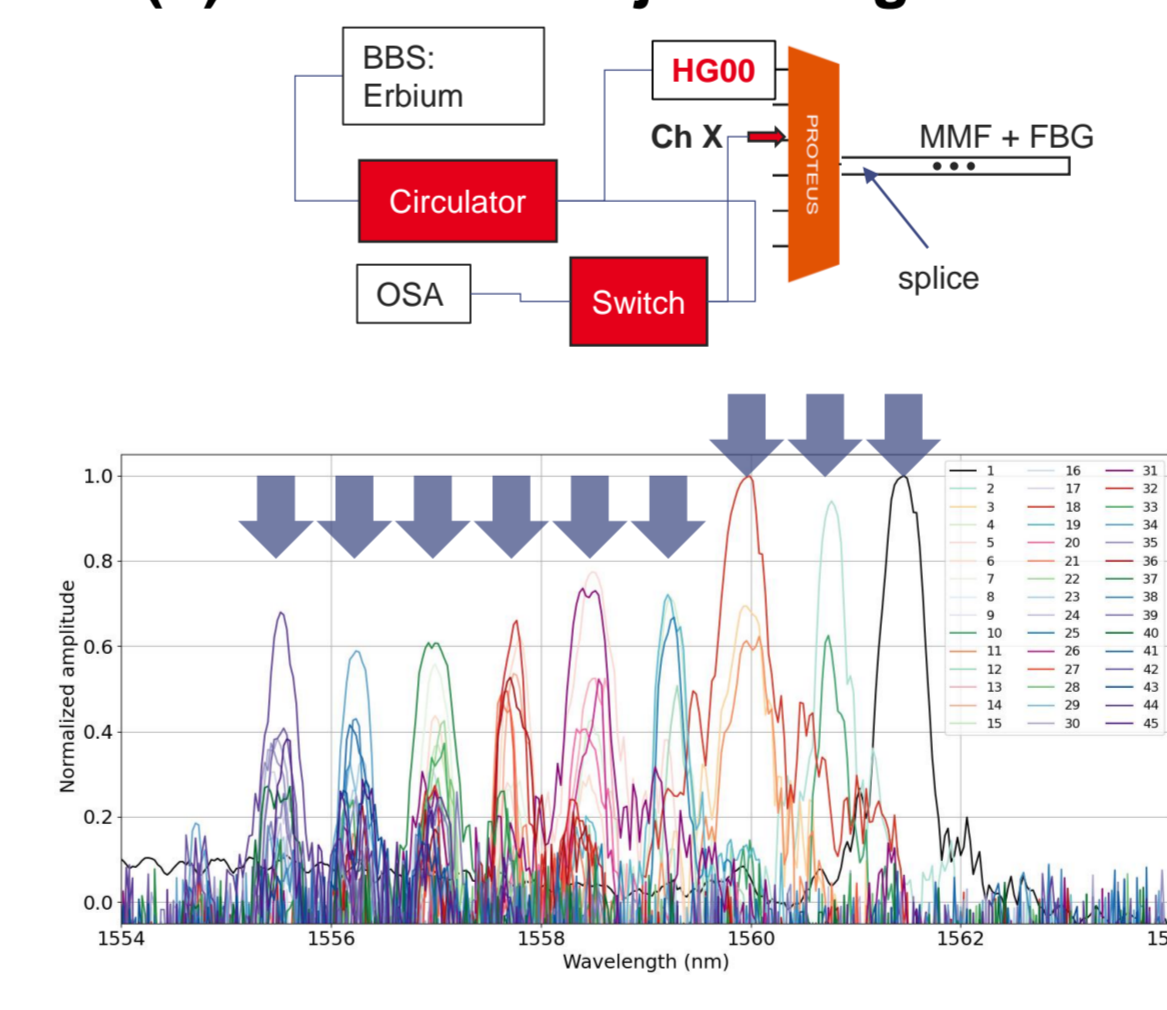 BBS:
Erbium
HG00
Ch X
PROTEUS
MMF + FBG
Circulator
splice
OSA
Switch
Normalized amplitude
1.0
0.8
0.6
0.4
0.2
0.0
1554 1556 1558 1560 1562
Wavelength (nm)
1 16 31
2 17 32
3 18 33
4 19 34
5 20 35
6 21 36
7 22 37
8 23 38
9 24 39
10 25 40
11 26 41
12 27 42
13 28 43
14 29 44
15 30 45